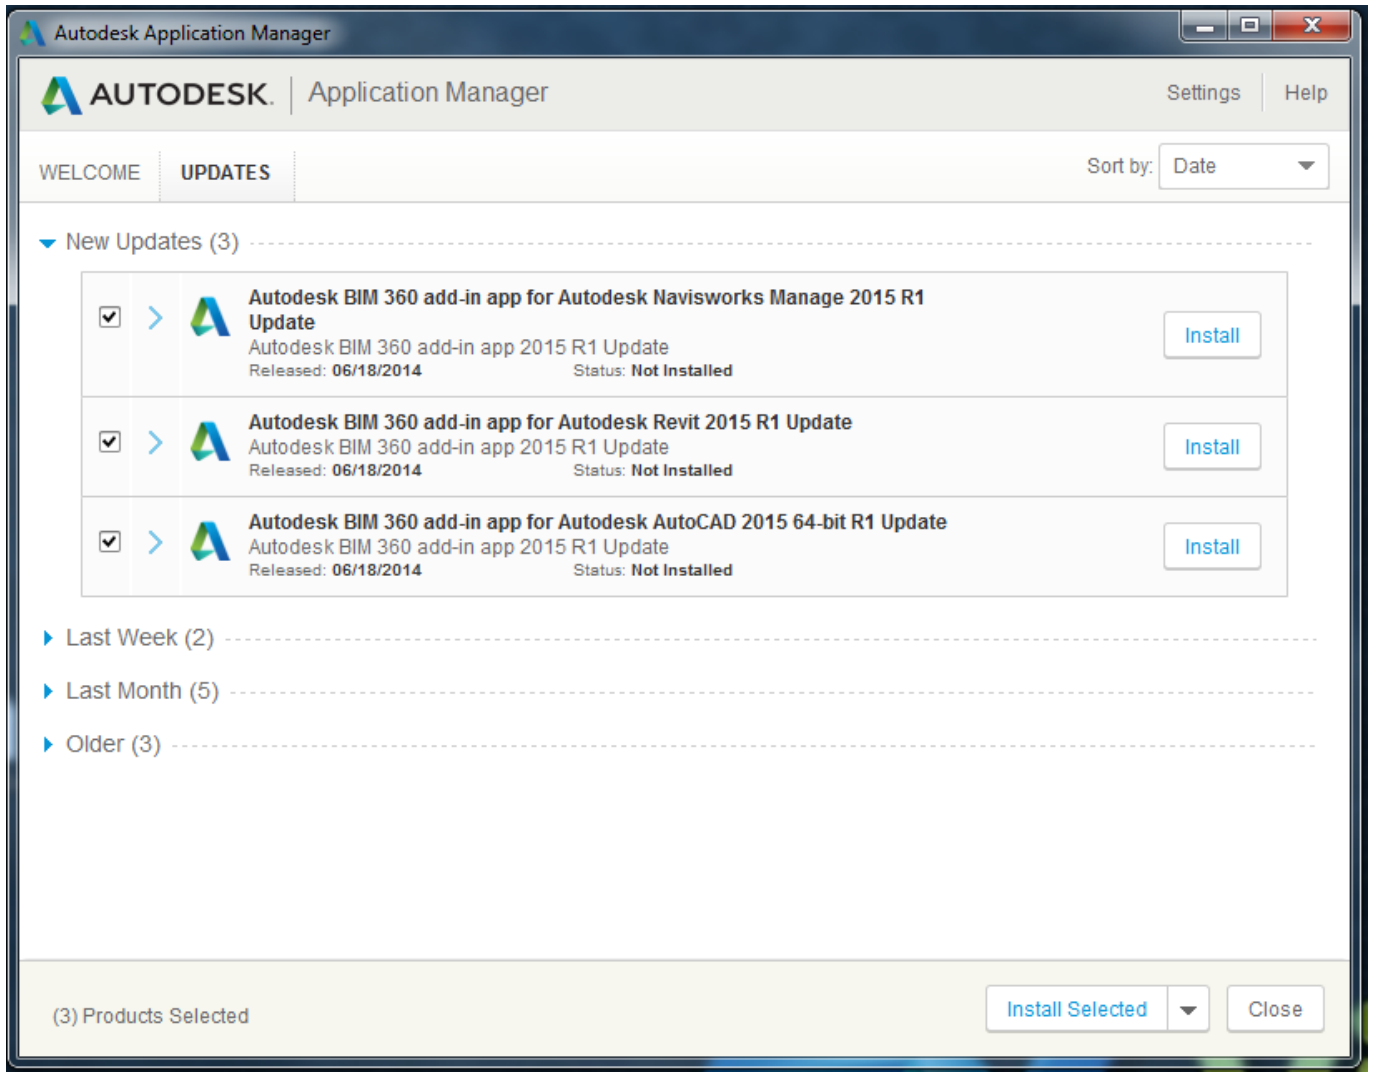 Autodesk Application Manager
AUTODESK. Application Manager
Settings Help
WELCOME UPDATES
Sort by: Date
New Updates (3)
Autodesk BIM 360 add-in app for Autodesk Navisworks Manage 2015 R1
Update
Autodesk BIM 360 add-in app 2015 R1 Update
Released: 06/18/2014 Status: Not Installed
Install
Autodesk BIM 360 add-in app for Autodesk Revit 2015 R1 Update
Autodesk BIM 360 add-in app 2015 R1 Update
Released: 06/18/2014 Status: Not Installed
Install
Autodesk BIM 360 add-in app for Autodesk AutoCAD 2015 64-bit R1 Update
Autodesk BIM 360 add-in app 2015 R1 Update
Released: 06/18/2014 Status: Not Installed
Install
Last Week (2)
Last Month (5)
Older (3)
(3) Products Selected
Install Selected
Close